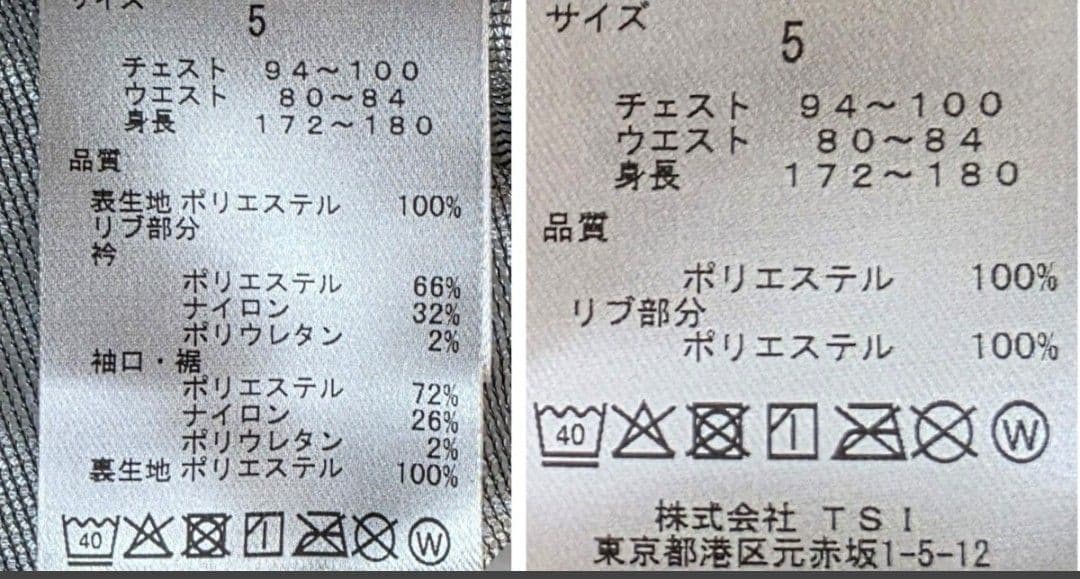 サイズ
5
チェスト 94～100
ウエスト 80～84
身長 172～180
品質
表生地 ポリエステル 100%
リブ部分
衿
ポリエステル 66%
ナイロン 32%
ポリウレタン 2%
袖口・裾
ポリエステル 72%
ナイロン 26%
ポリウレタン 2%
裏生地 ポリエステル 100%
40
W
サイズ
5
チェスト 94～100
ウエスト 80～84
身長 172～180
品質
ポリエステル 100%
リブ部分
ポリエステル 100%
40
W
株式会社 TSI
東京都港区元赤坂1-5-12